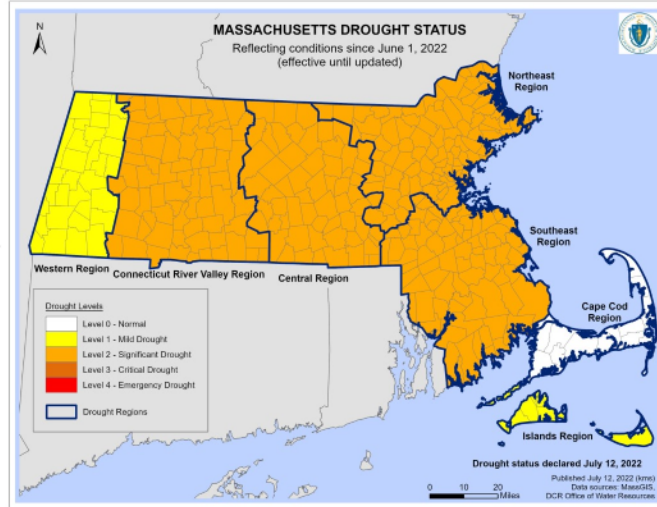 MASSACHUSETTS DROUGHT STATUS
Reflecting conditions since June 1, 2022
(effective until updated)
N
Northeast
Region
Southeast
Region
Cape Cod
Region
Western Region
Connecticut River Valley Region
Central Region
Islands Region
Drought Levels
Level 0 - Normal
Level 1 - Mild Drought
Level 2 - Significant Drought
Level 3 - Critical Drought
Level 4 - Emergency Drought
Drought Regions
Drought status declared July 12, 2022
Published July 12, 2022 (kms)
Data sources: MassGIS,
DCR Office of Water Resources
0 10 20
Miles